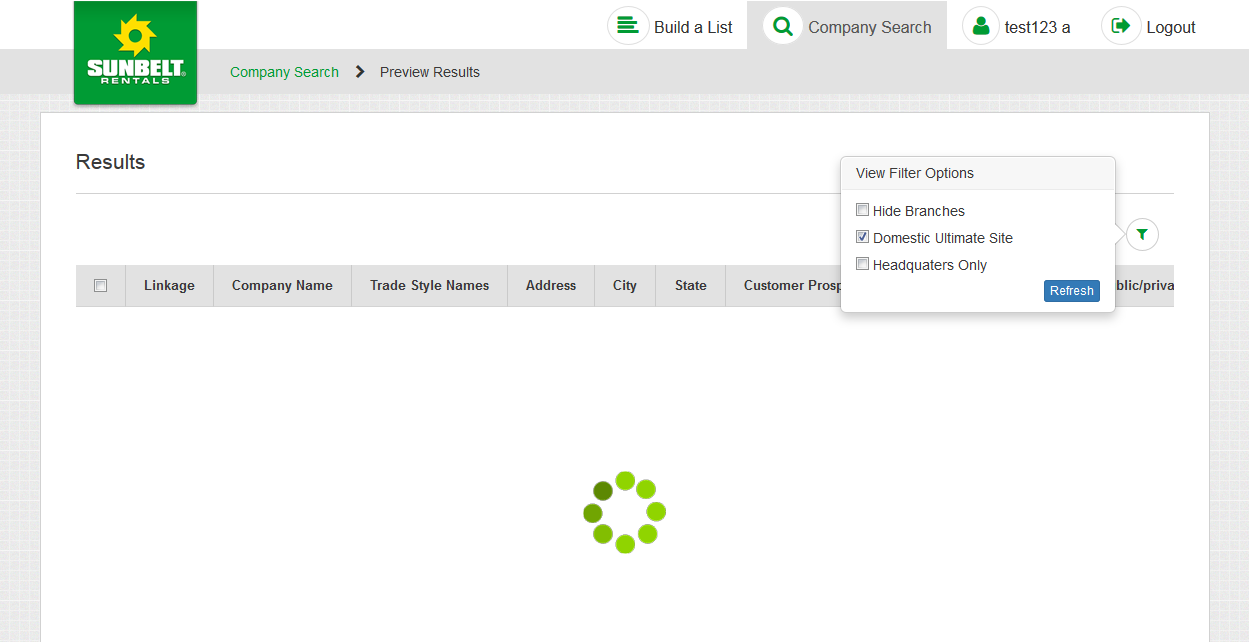 Build a List
Company Search
test123 a
Logout
SUNBELT®
RENTALS
Company Search
Preview Results
Results
View Filter Options
Hide Branches
Domestic Ultimate Site
Headquaters Only
Refresh
Linkage Company Name Trade Style Names Address City State Customer Prosp blic/priva